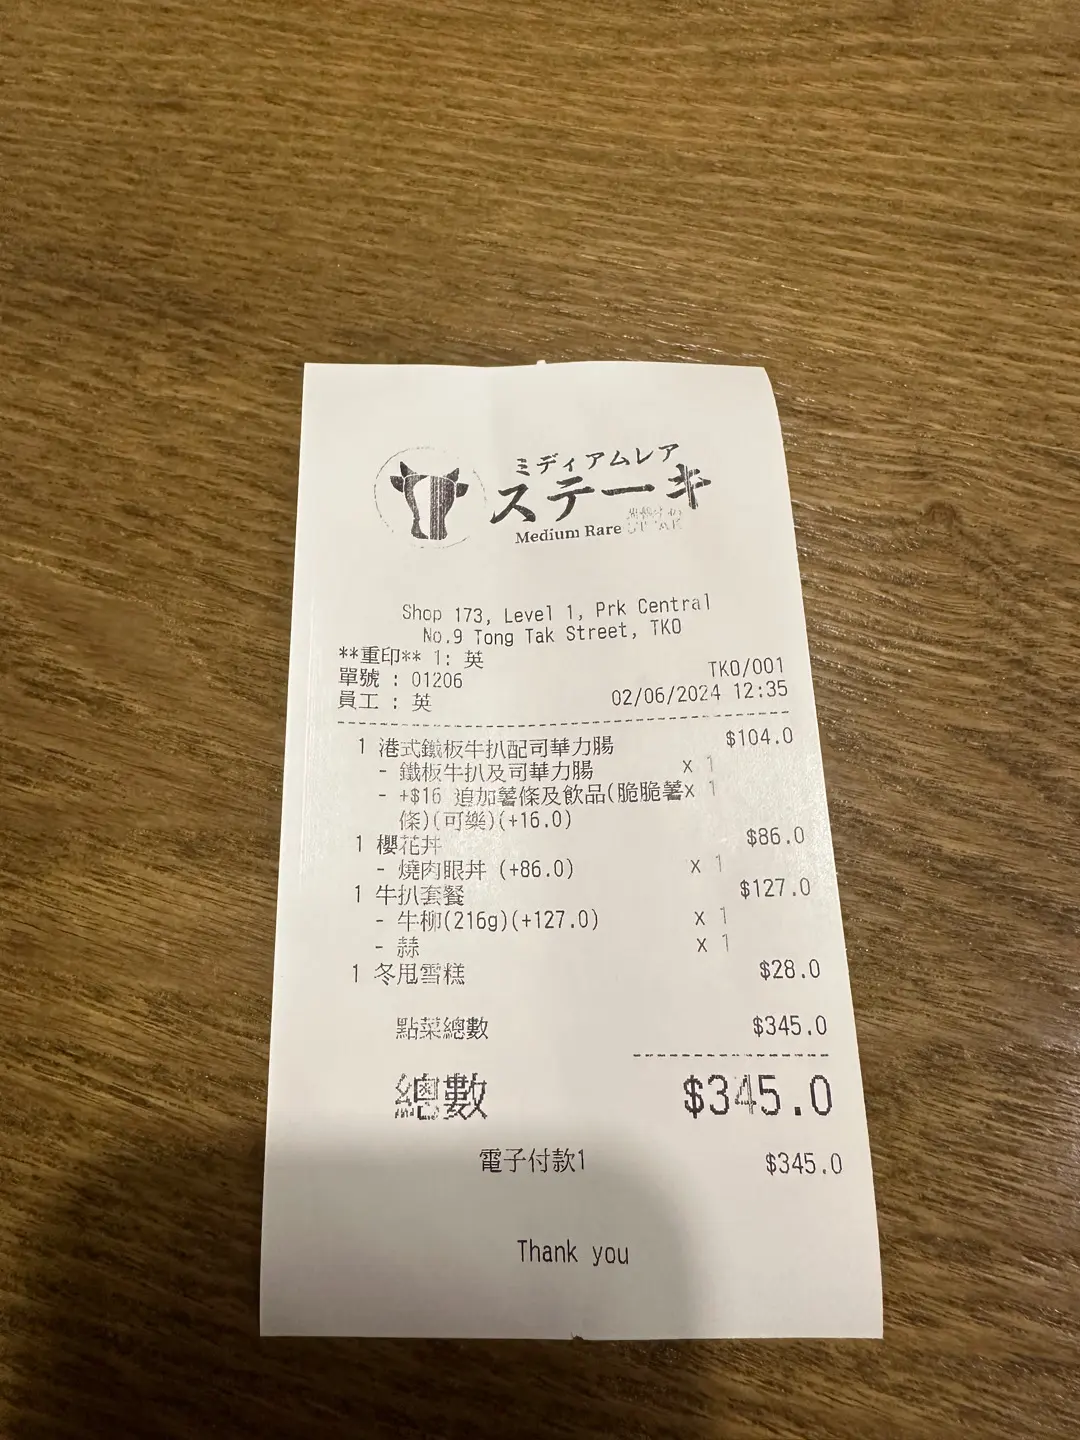 ミディアムレア
ステーキ
Medium Rare
Shop 173, Level 1, Prk Central
No.9 Tong Tak Street, TKO
**重印** 1: 英
單號 : 01206 TKO/001
員工 : 英 02/06/2024 12:35
1 港式鐵板牛扒配司華力腸 $104.0
- 鐵板牛扒及司華力腸 x 1
- +$16 追加薯條及飲品(脆脆薯x 1
條)(可樂)(+16.0)
1 櫻花丼 $86.0
- 燒肉眼丼 (+86.0) x 1
1 牛扒套餐 $127.0
- 牛柳(216g)(+127.0) x 1
- 蒜 x 1
1 冬甩雪糕 $28.0
點菜總數 $345.0
總數 $345.0
電子付款1 $345.0
Thank you